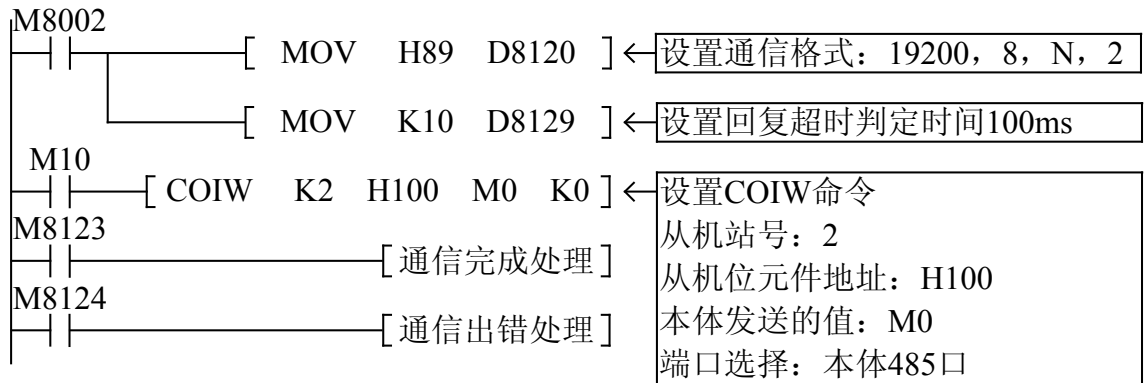 M8002
[ MOV H89 D8120 ] ←设置通信格式：19200，8，N，2
[ MOV K10 D8129 ] ←设置回复超时判定时间100ms
M10
[ COIW K2 H100 M0 K0 ] ←设置COIW命令
从机站号：2
M8123
[通信完成处理]
从机位元件地址：H100
M8124
[通信出错处理]
本体发送的值：M0
端口选择：本体485口